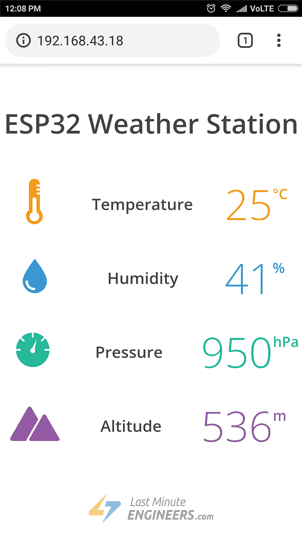 12:08 PM VoLTE
192.168.43.18 1
ESP32 Weather Station
Temperature 25°C
Humidity 41%
Pressure 950hPa
Altitude 536m
Last Minute
ENGINEERS.com